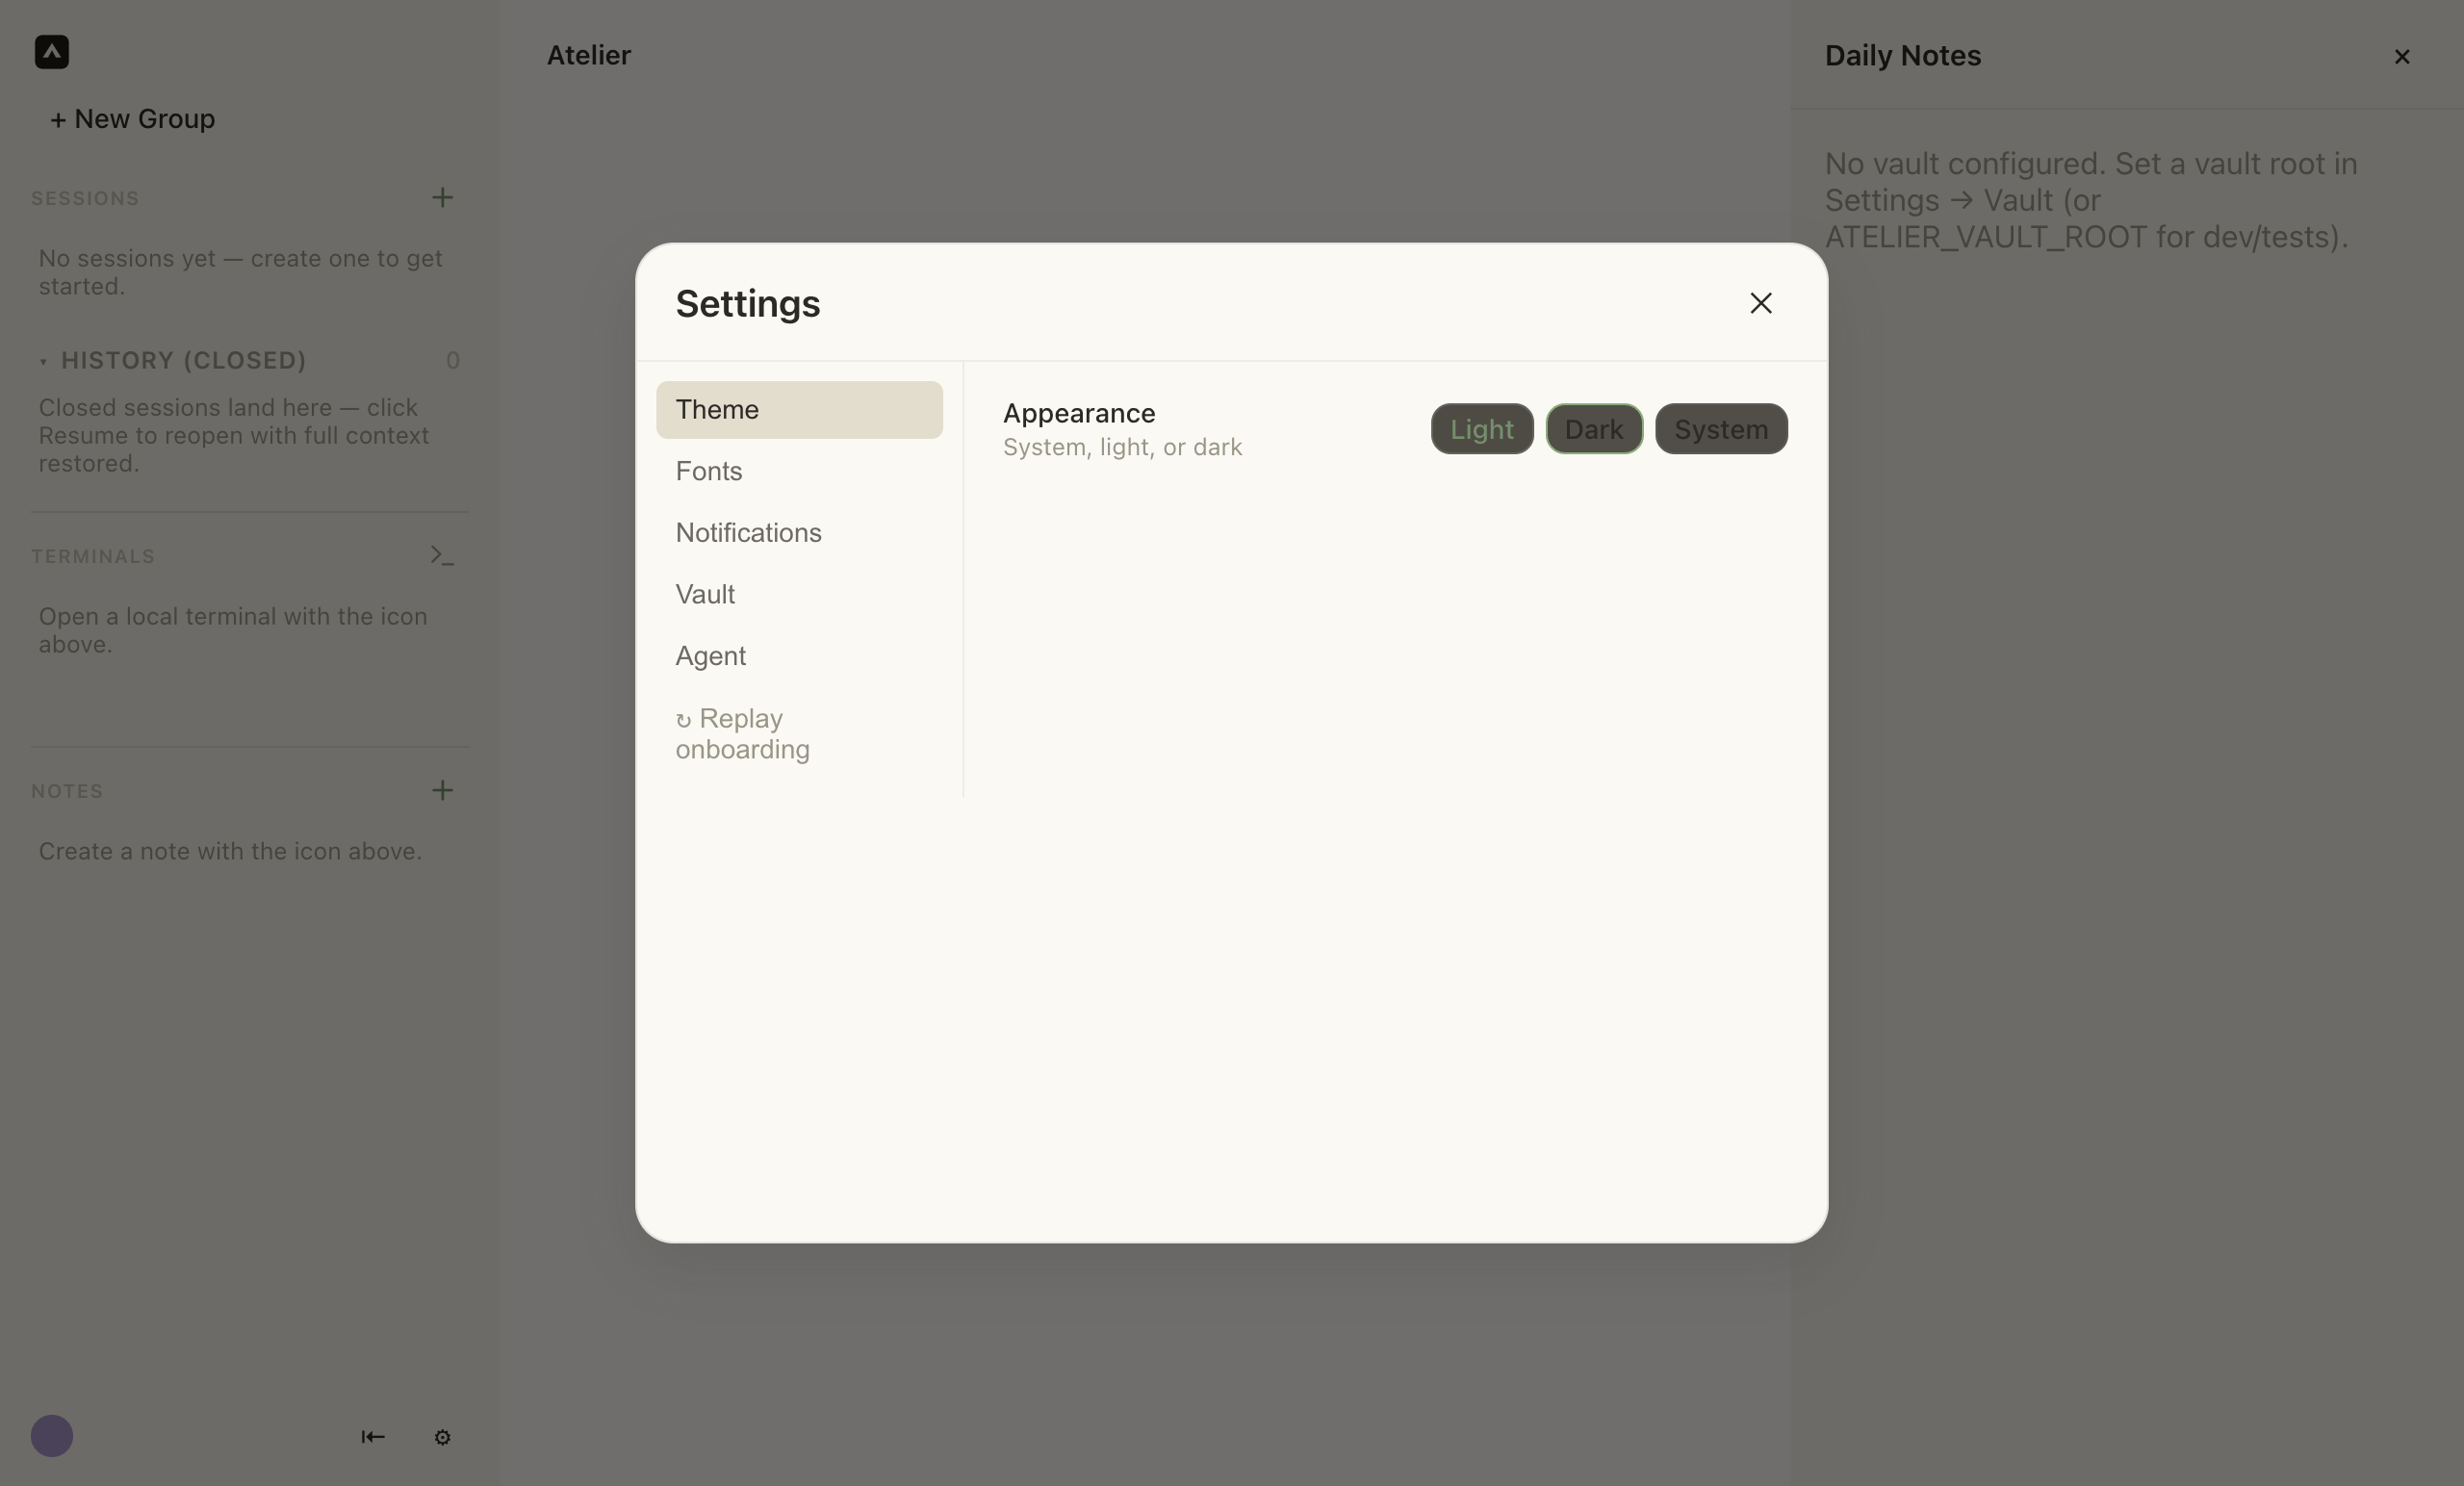 + New Group
SESSIONS
No sessions yet — create one to get
started.
▾ HISTORY (CLOSED) 0
Closed sessions land here — click
Resume to reopen with full context
restored.
TERMINALS
Open a local terminal with the icon
above.
NOTES
Create a note with the icon above.
Atelier
Settings
Theme
Fonts
Notifications
Vault
Agent
↻ Replay
onboarding
Appearance
System, light, or dark
Light Dark System
Daily Notes
No vault configured. Set a vault root in
Settings → Vault (or
ATELIER_VAULT_ROOT for dev/tests).